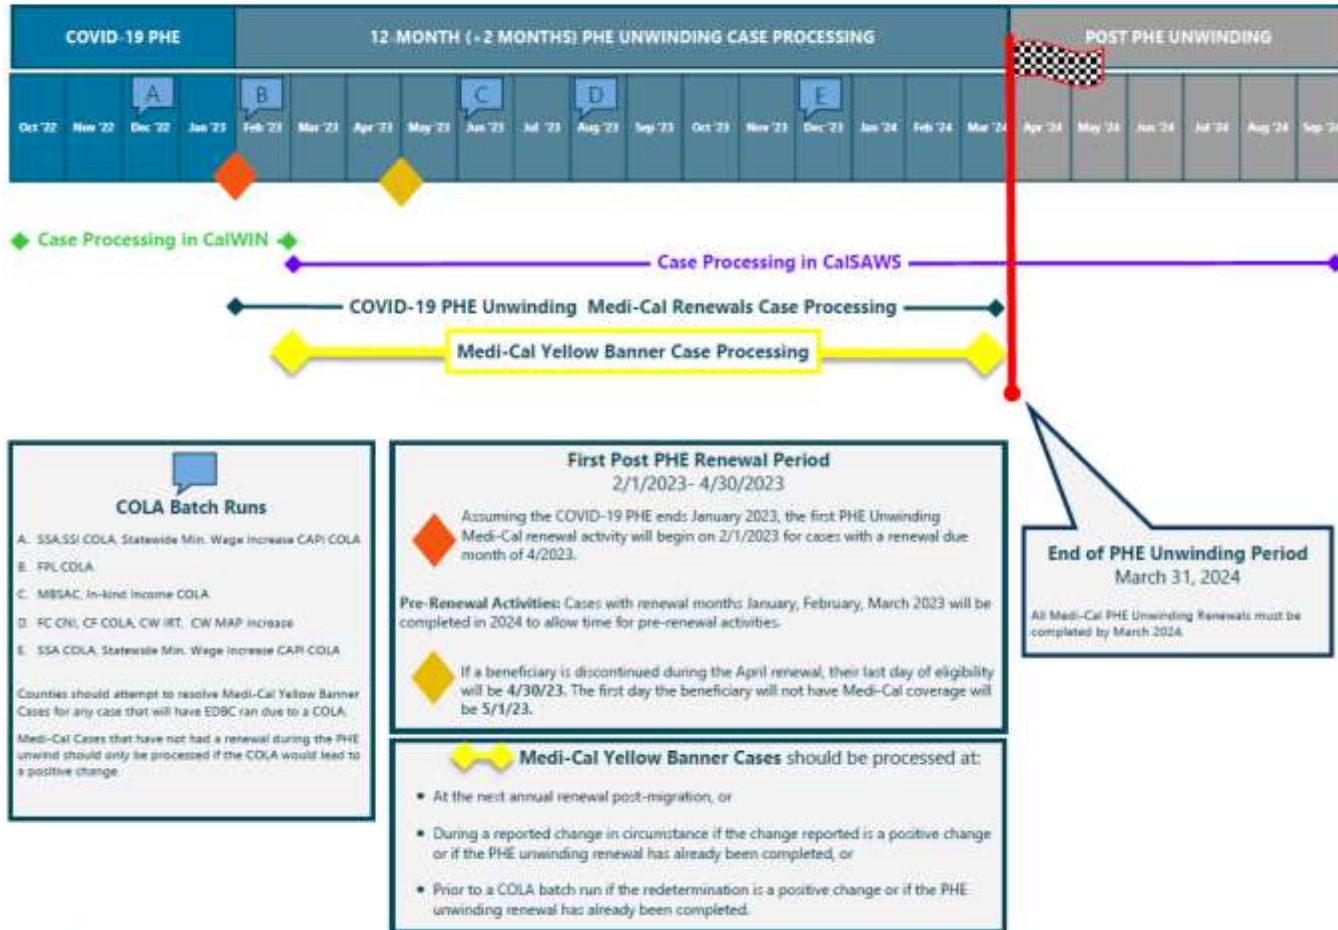 COVID-19 PHE
12-MONTH (+2 MONTHS) PHE UNWINDING CASE PROCESSING
POST PHE UNWINDING
A
B
C
D
E
Oct '22 Nov '22 Dec '22 Jan '23 Feb '23 Mar '23 Apr '23 May '23 Jun '23 Jul '23 Aug '23 Sep '23 Oct '23 Nov '23 Dec '23 Jan '24 Feb '24 Mar '24 Apr '24 May '24 Jun '24 Jul '24 Aug '24 Sep
Case Processing in CalWIN
Case Processing in CalSAWS
COVID-19 PHE Unwinding Medi-Cal Renewals Case Processing
Medi-Cal Yellow Banner Case Processing
COLA Batch Runs
A. SSA,SSI COLA, Statewide Min. Wage Increase CAPI COLA
B. FPL COLA
C. MBSAC, In-kind Income COLA
D. FC CNI, CF COLA, CW IRT, CW MAP Increase
E. SSA COLA, Statewide Min. Wage Increase CAPI COLA
Counties should attempt to resolve Medi-Cal Yellow Banner
Cases for any case that will have EDBC ran due to a COLA.
Medi-Cal Cases that have not had a renewal during the PHE
unwind should only be processed if the COLA would lead to
a positive change.
First Post PHE Renewal Period
2/1/2023- 4/30/2023
Assuming the COVID-19 PHE ends January 2023, the first PHE Unwinding
Medi-Cal renewal activity will begin on 2/1/2023 for cases with a renewal due
month of 4/2023.
Pre-Renewal Activities: Cases with renewal months January, February, March 2023 will be
completed in 2024 to allow time for pre-renewal activities.
If a beneficiary is discontinued during the April renewal, their last day of eligibility
will be 4/30/23. The first day the beneficiary will not have Medi-Cal coverage will
be 5/1/23.
Medi-Cal Yellow Banner Cases should be processed at:
• At the next annual renewal post-migration, or
• During a reported change in circumstance if the change reported is a positive change
or if the PHE unwinding renewal has already been completed, or
• Prior to a COLA batch run if the redetermination is a positive change or if the PHE
unwinding renewal has already been completed.
End of PHE Unwinding Period
March 31, 2024
All Medi-Cal PHE Unwinding Renewals must be
completed by March 2024.